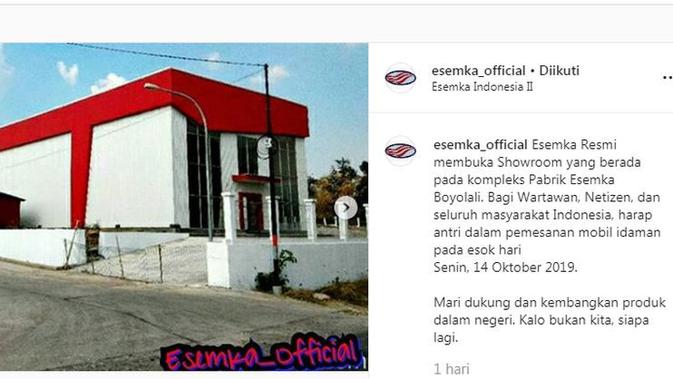 Esemka_Official
esemka_official • Diikuti
Esemka Indonesia II
esemka_official Esemka Resmi
membuka Showroom yang berada
pada kompleks Pabrik Esemka
Boyolali. Bagi Wartawan, Netizen, dan
seluruh masyarakat Indonesia, harap
antri dalam pemesanan mobil idaman
pada esok hari
Senin, 14 Oktober 2019.
Mari dukung dan kembangkan produk
dalam negeri. Kalo bukan kita, siapa
lagi.
1 hari